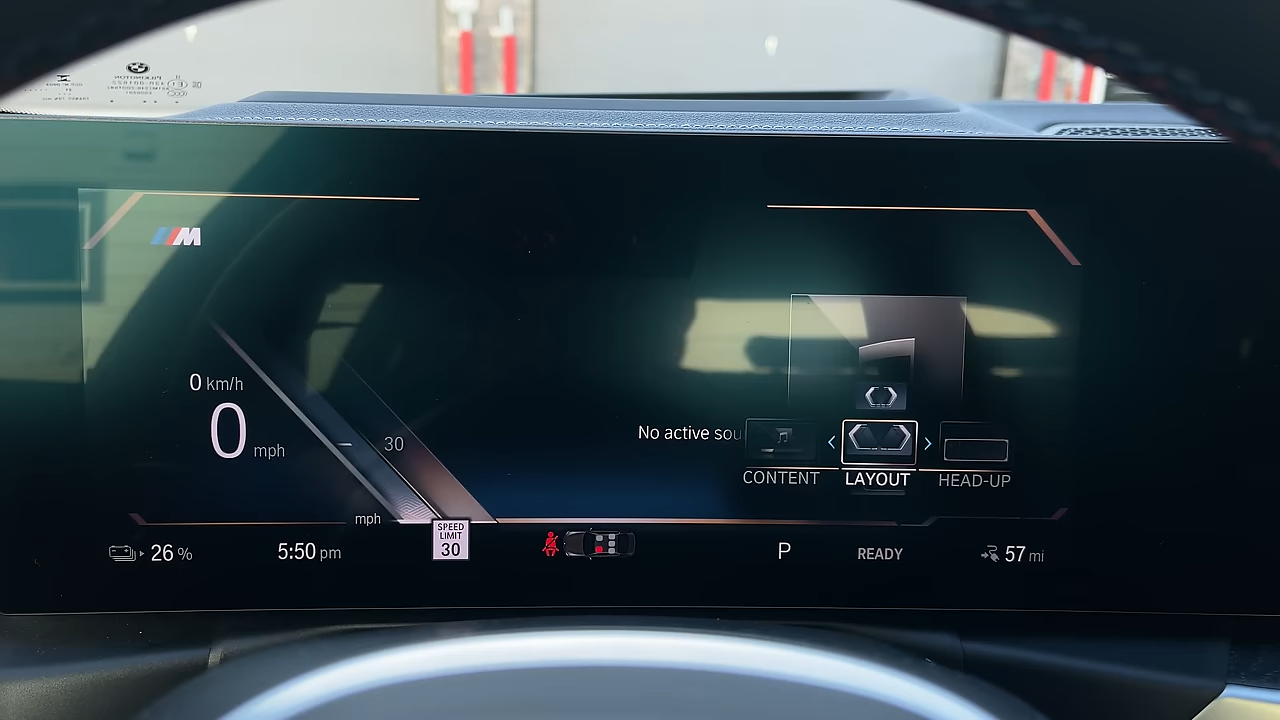 PILKINGTON
M
0 km/h
0 mph
30
mph
No active sou
CONTENT
LAYOUT
HEAD-UP
SPEED
LIMIT
30
26 %
5:50 pm
P
READY
57 mi